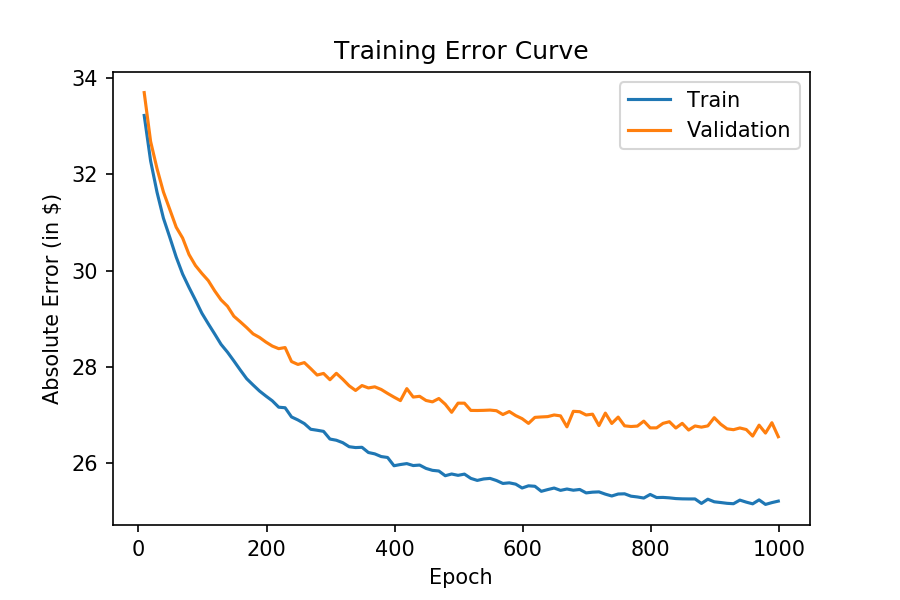 Training Error Curve
34
32
30
28
26
Absolute Error (in $)
Train
Validation
0 200 400 600 800 1000
Epoch